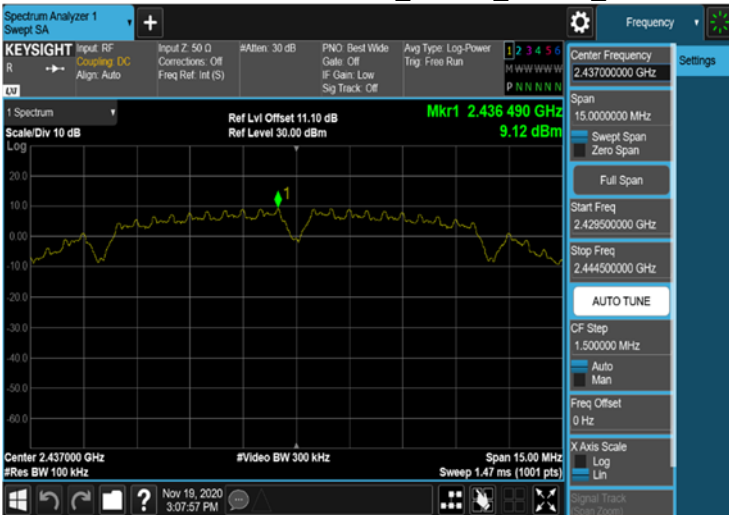 Spectrum Analyzer 1
Swept SA
+
Frequency
KEYSIGHT
R
Input: RF
Coupling: DC
Align: Auto
Input Z: 50 Ω
Corrections: Off
Freq Ref: Int (S)
#Atten: 30 dB
PNO: Best Wide
Gate: Off
IF Gain: Low
Sig Track: Off
Avg Type: Log-Power
Trig: Free Run
1 2 3 4 5 6
M W W W W W
P N N N N N
LXI
1 Spectrum
Scale/Div 10 dB
Log
Ref Lvl Offset 11.10 dB
Ref Level 30.00 dBm
Mkr1 2.436 490 GHz
9.12 dBm
1
20.0
10.0
0.00
-10.0
-20.0
-30.0
-40.0
-50.0
-60.0
Center 2.437000 GHz
#Res BW 100 kHz
#Video BW 300 kHz
Span 15.00 MHz
Sweep 1.47 ms (1001 pts)
?
Nov 19, 2020
3:07:57 PM
Center Frequency
2.437000000 GHz
Settings
Span
15.0000000 MHz
Swept Span
Zero Span
Full Span
Start Freq
2.429500000 GHz
Stop Freq
2.444500000 GHz
AUTO TUNE
CF Step
1.500000 MHz
Auto
Man
Freq Offset
0 Hz
X Axis Scale
Log
Lin
Signal Track
(Span Zoom)